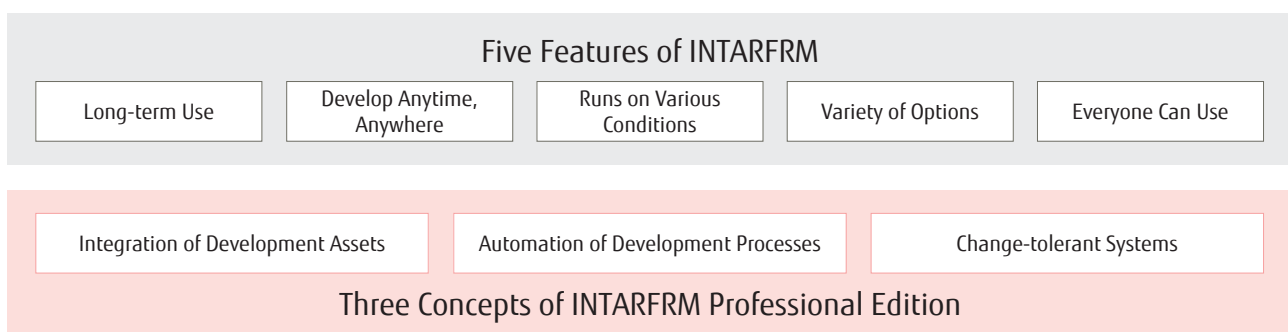 Five Features of INTARFRM
Long-term Use
Develop Anytime,
Anywhere
Runs on Various
Conditions
Variety of Options
Everyone Can Use
Integration of Development Assets
Automation of Development Processes
Change-tolerant Systems
Three Concepts of INTARFRM Professional Edition